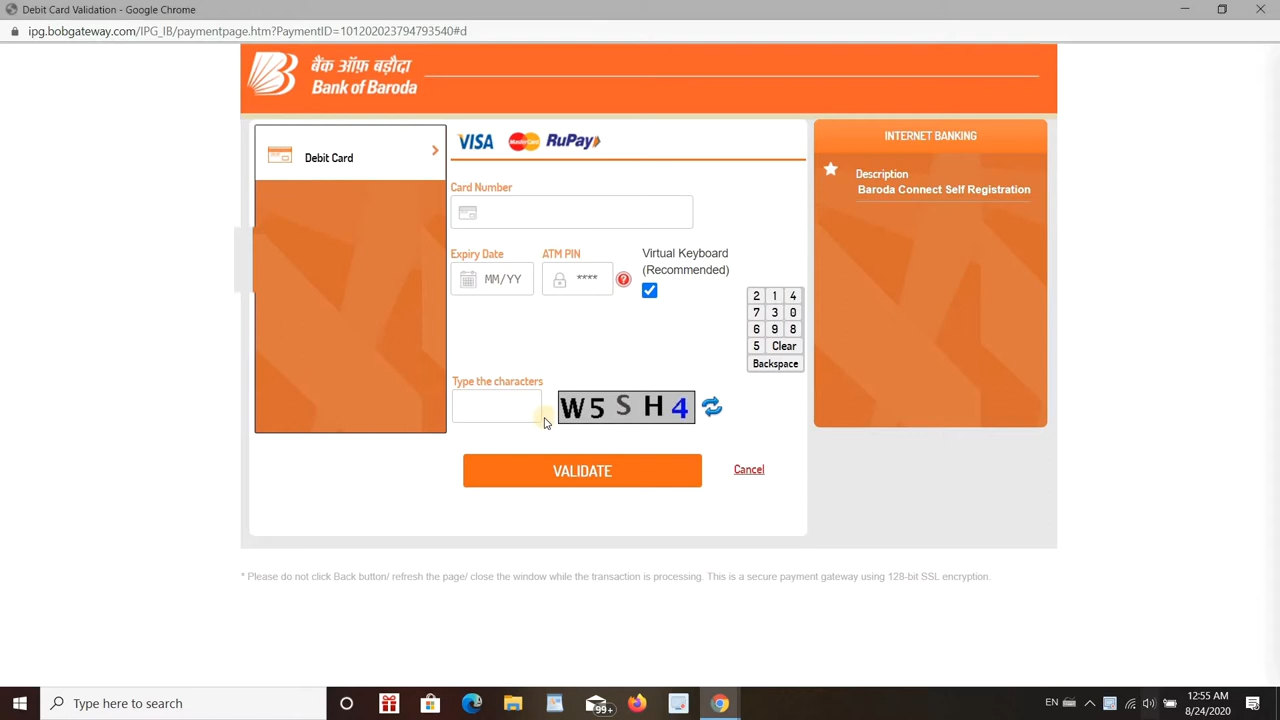 Debit Card Validation - Google Chrome
ipg.bobgateway.com/IPG_IB/paymentpage.htm?PaymentID=101202023794793540#d
बैंक ऑफ़ बड़ौदा
Bank of Baroda
Debit Card
VISA MasterCard RuPay
INTERNET BANKING
Description
Baroda Connect Self Registration
Card Number
Expiry Date ATM PIN
MM/YY **** ?
Virtual Keyboard
(Recommended)
2 1 4
7 3 0
6 9 8
5 Clear
Backspace
Type the characters
W5SH4
VALIDATE
Cancel
* Please do not click Back button/ refresh the page/ close the window while the transaction is processing. This is a secure payment gateway using 128-bit SSL encryption.
Type here to search
99+
EN
12:55 AM
8/24/2020